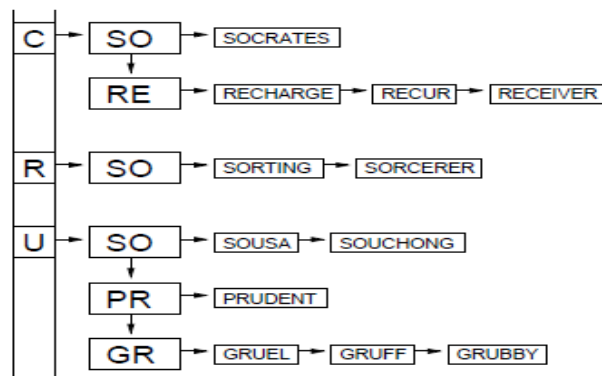 C SO SOCRATES
RE RECHARGE RECUR RECEIVER
R SO SORTING SORCERER
U SO SOUSA SOUCHONG
PR PRUDENT
GR GRUEL GRUFF GRUBBY